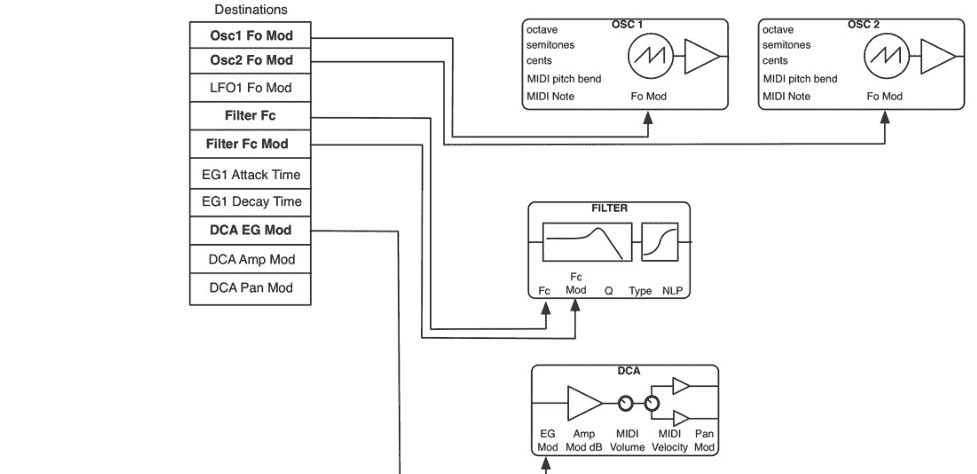 Destinations
Osc1 Fo Mod
Osc2 Fo Mod
LFO1 Fo Mod
Filter Fc
Filter Fc Mod
EG1 Attack Time
EG1 Decay Time
DCA EG Mod
DCA Amp Mod
DCA Pan Mod
OSC 1
octave
semitones
cents
MIDI pitch bend
MIDI Note Fo Mod
OSC 2
octave
semitones
cents
MIDI pitch bend
MIDI Note Fo Mod
FILTER
Fc
Fc Mod Q Type NLP
DCA
EG Amp MIDI MIDI Pan
Mod Mod dB Volume Velocity Mod